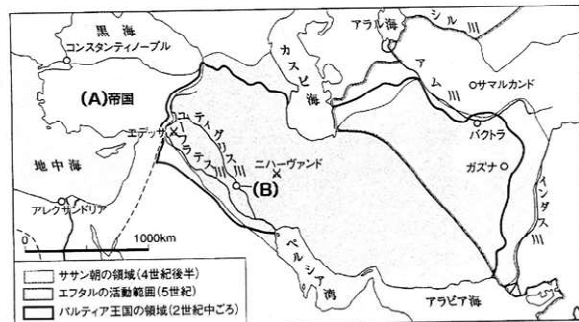 黒海
コンスタンティノープル
アラル海
シル川
カスピ海
アム川
サマルカンド
(A)帝国
エデッサ
ユーフラテス川
ティグリス川
ニハーヴァンド
バクトラ
ガズナ
地中海
(B)
インダス川
アレクサンドリア
1000km
ペルシア湾
アラビア海
ササン朝の領域(4世紀後半)
エフタルの活動範囲(5世紀)
パルティア王国の領域(2世紀中ごろ)